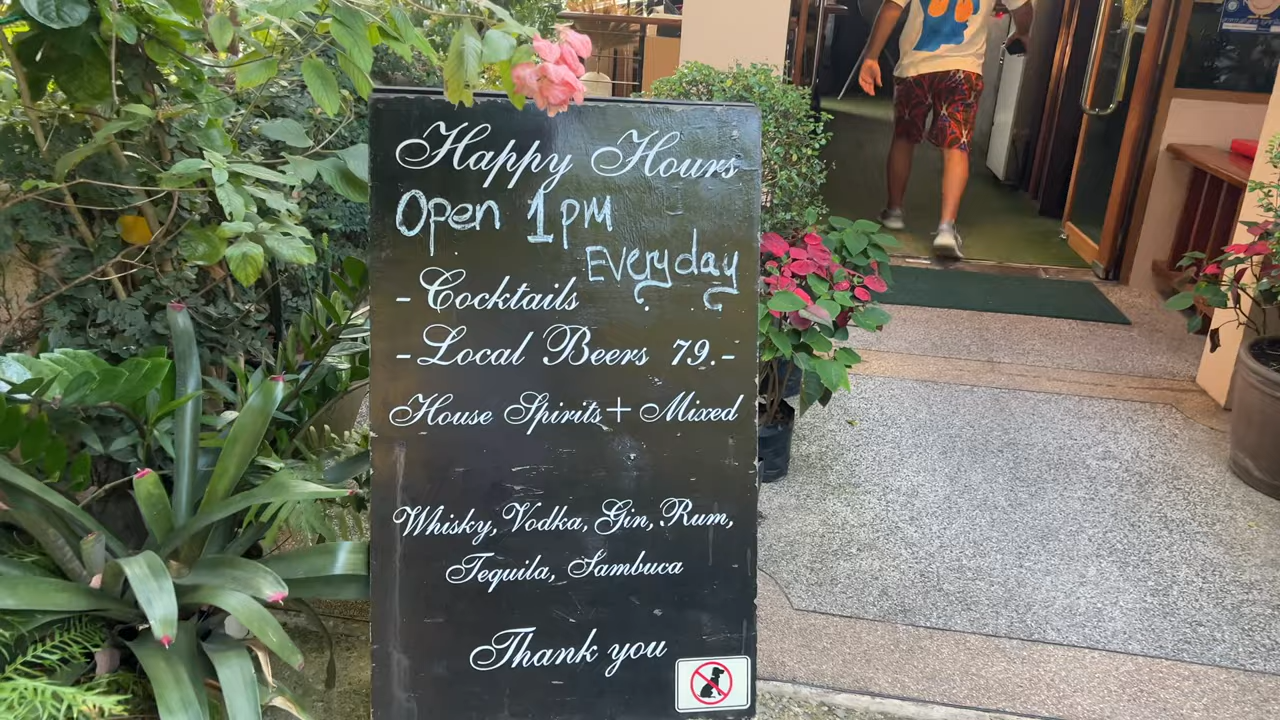 Happy Hours
Open 1pm
Everyday
- Cocktails
- Local Beers 79.-
House Spirits + Mixed
Whisky, Vodka, Gin, Rum,
Tequila, Sambuca
Thank you